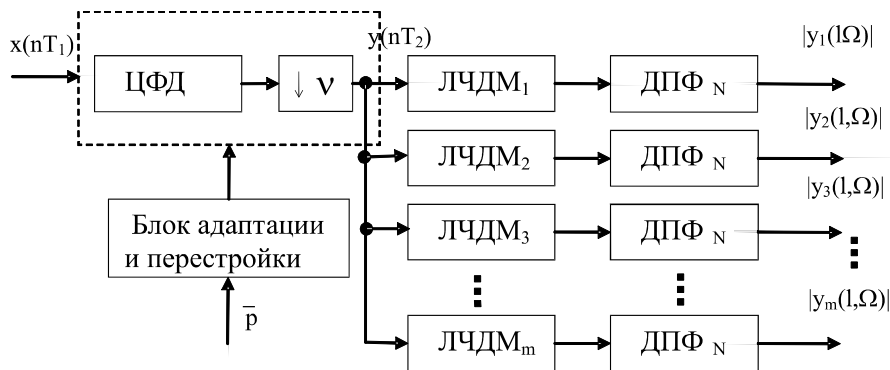 x(nT₁)
ЦФД
↓ ν
y(nT₂)
ЛЧДМ₁
ДПФ N
|y₁(lΩ)|
ЛЧДМ₂
ДПФ N
|y₂(l,Ω)|
ЛЧДМ₃
ДПФ N
|y₃(l,Ω)|
ЛЧДМm
ДПФ N
|ym(l,Ω)|
Блок адаптации
и перестройки
p̅